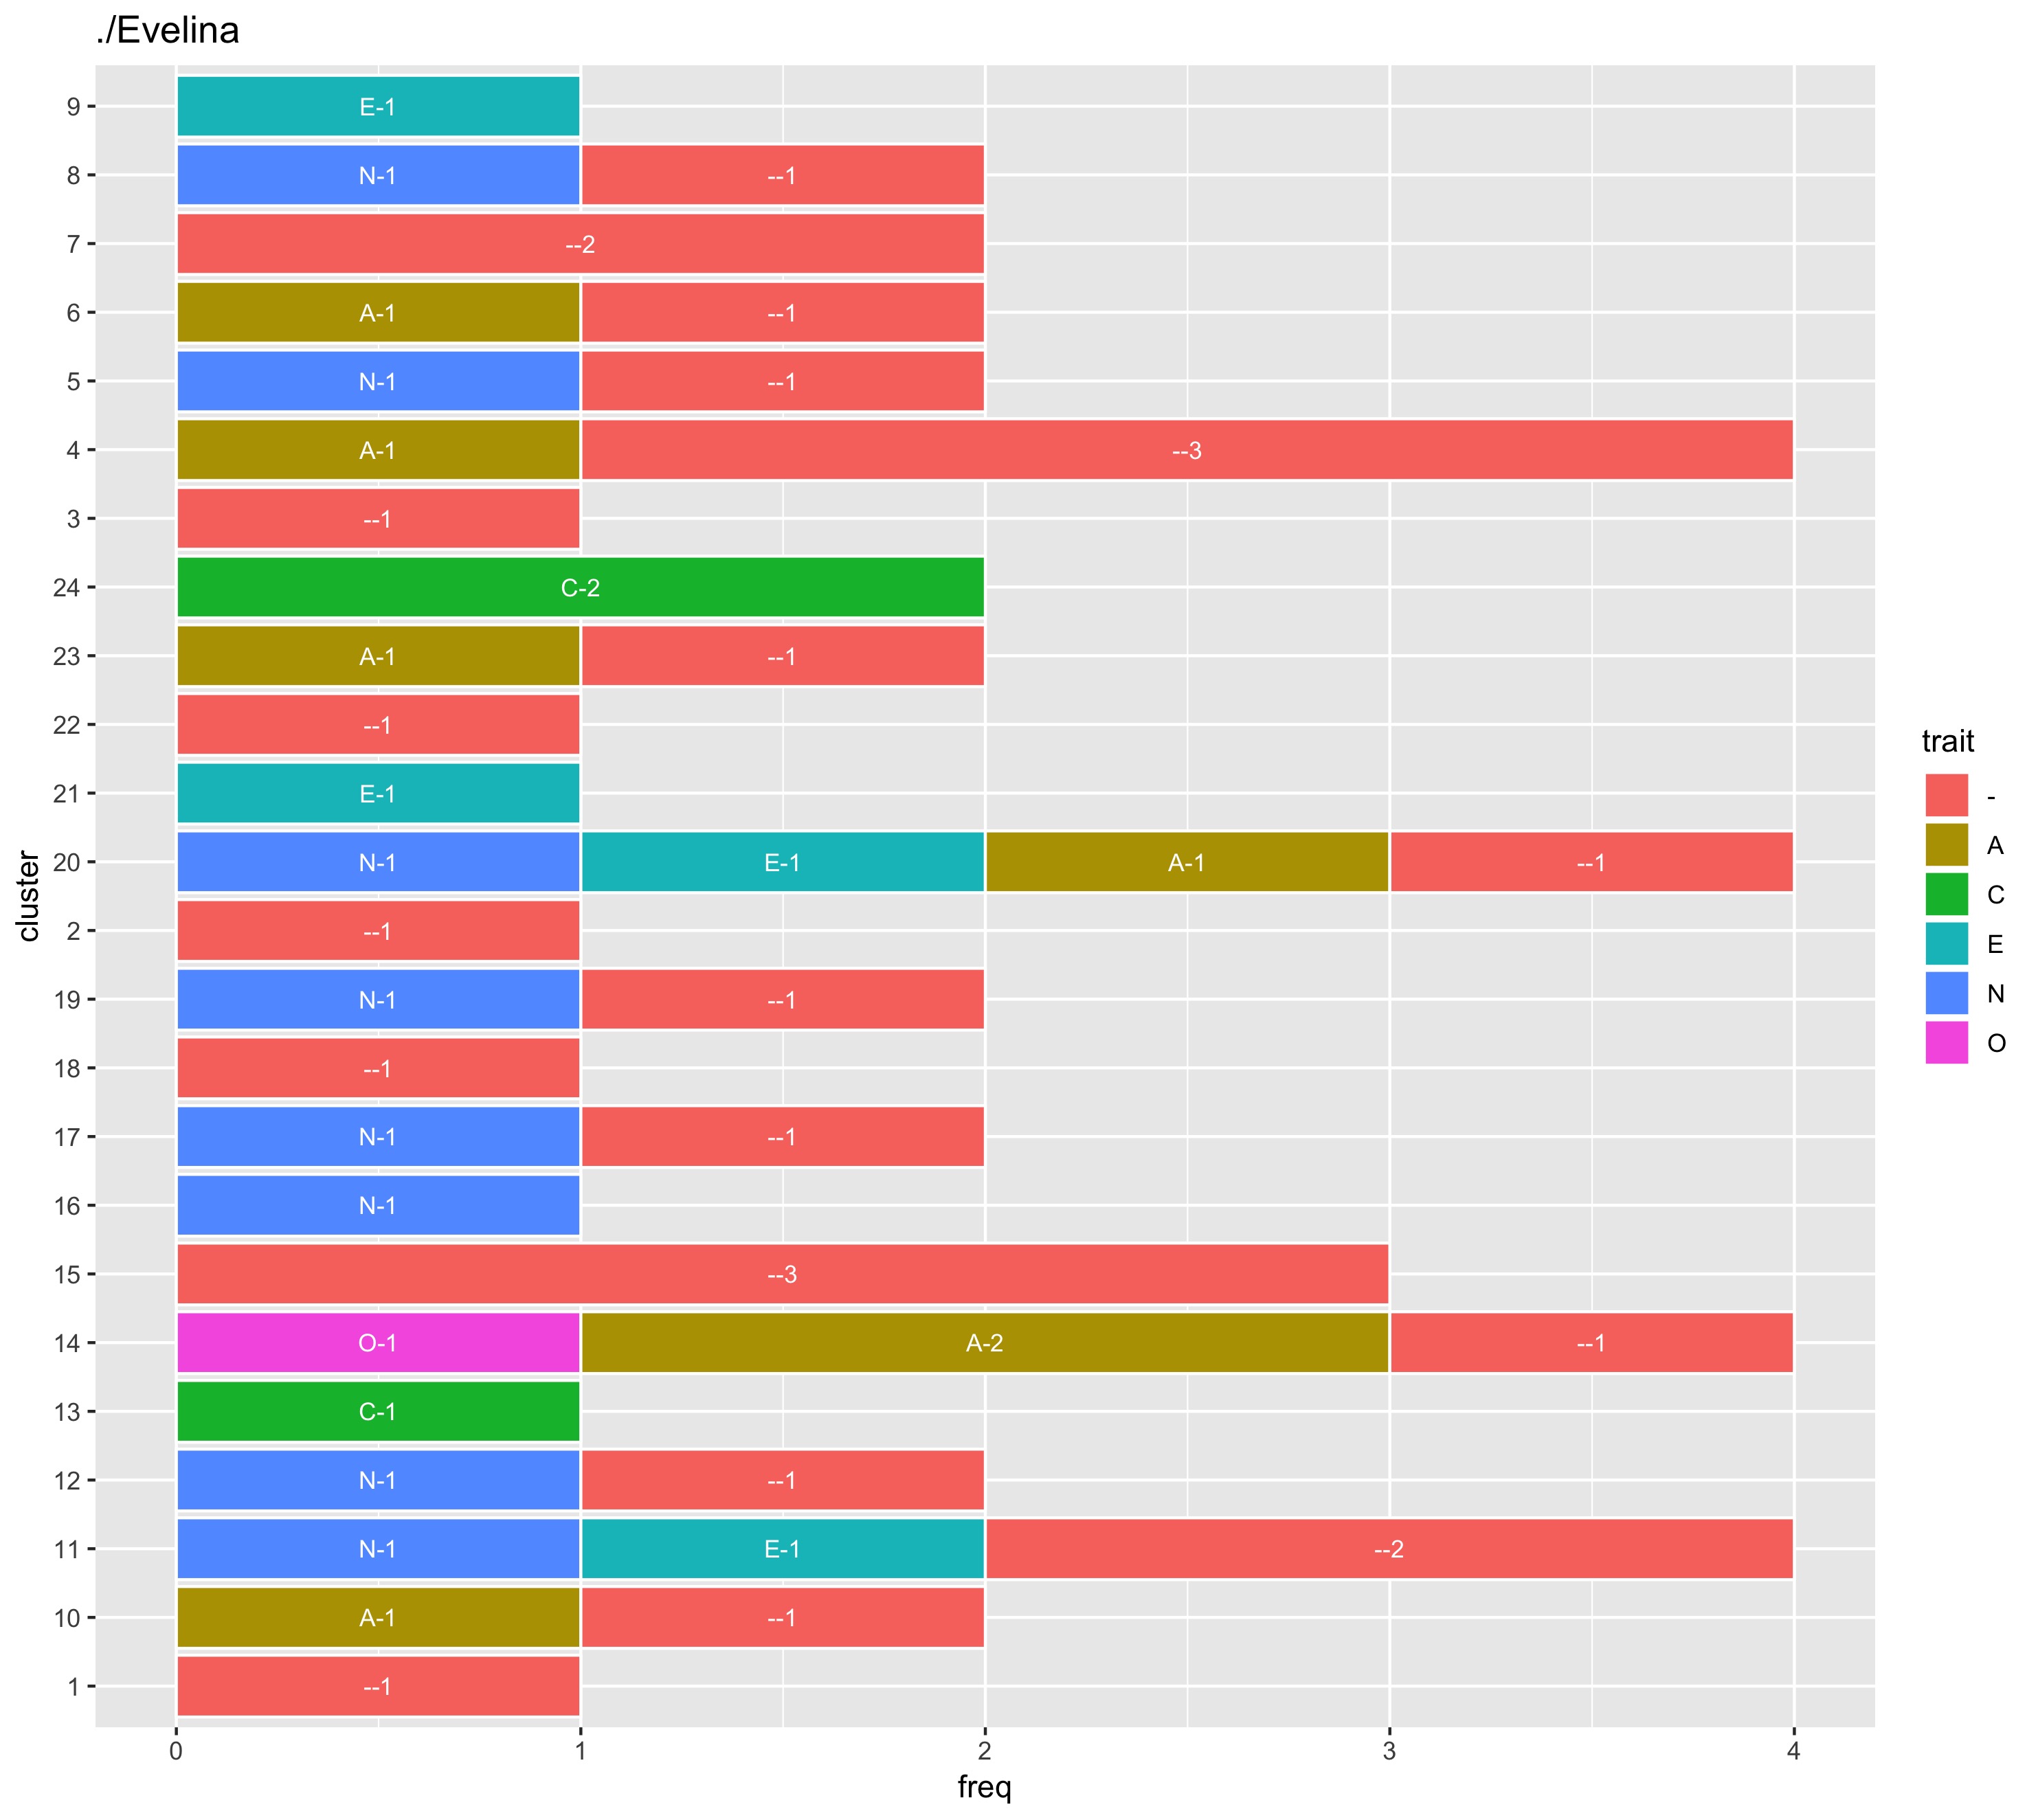 ./Evelina
9 E-1
8 N-1 --1
7 --2
6 A-1 --1
5 N-1 --1
4 A-1 --3
3 --1
24 C-2
23 A-1 --1
22 --1
21 E-1
20 N-1 E-1 A-1 --1
2 --1
19 N-1 --1
18 --1
17 N-1 --1
16 N-1
15 --3
14 O-1 A-2 --1
13 C-1
12 N-1 --1
11 N-1 E-1 --2
10 A-1 --1
1 --1
0 1 2 3 4
freq
cluster
trait
-
A
C
E
N
O